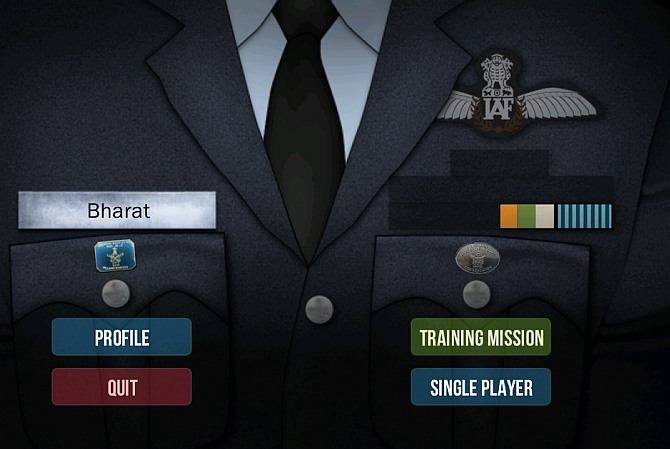 IAF
Bharat
PROFILE
TRAINING MISSION
QUIT
SINGLE PLAYER